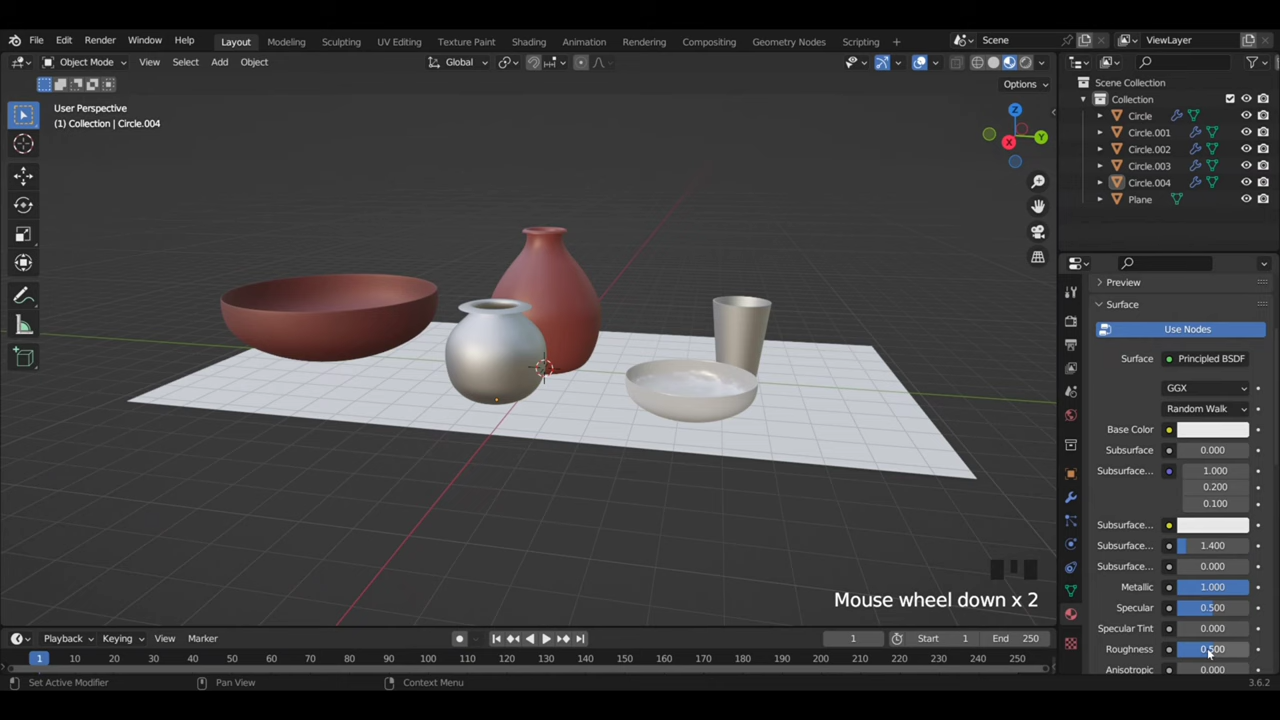 File Edit Render Window Help Layout Modeling Sculpting UV Editing Texture Paint Shading Animation Rendering Compositing Geometry Nodes Scripting + Scene ViewLayer
Object Mode View Select Add Object Global
Options
User Perspective
(1) Collection | Circle.004
Z
Y
X
Scene Collection
Collection
Circle
Circle.001
Circle.002
Circle.003
Circle.004
Plane
Preview
Surface
Use Nodes
Surface Principled BSDF
GGX
Random Walk
Base Color
Subsurface 0.000
Subsurface... 1.000
0.200
0.100
Subsurface...
Subsurface... 1.400
Subsurface... 0.000
Metallic 1.000
Specular 0.500
Specular Tint 0.000
Roughness 0.500
Anisotropic 0.000
Mouse wheel down x 2
Playback Keying View Marker 1 Start 1 End 250
1 10 20 30 40 50 60 70 80 90 100 110 120 130 140 150 160 170 180 190 200 210 220 230 240 250
Set Active Modifier Pan View Context Menu 3.6.2